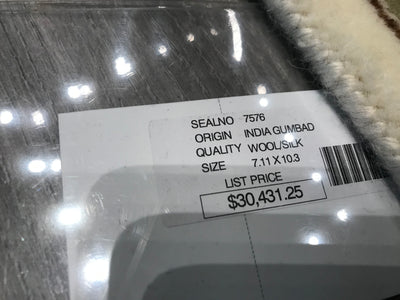 SEALNO 7576
ORIGIN INDIA GUMBAD
QUALITY WOOL/SILK
SIZE 7.11 X 10.3
LIST PRICE
$30,431.25